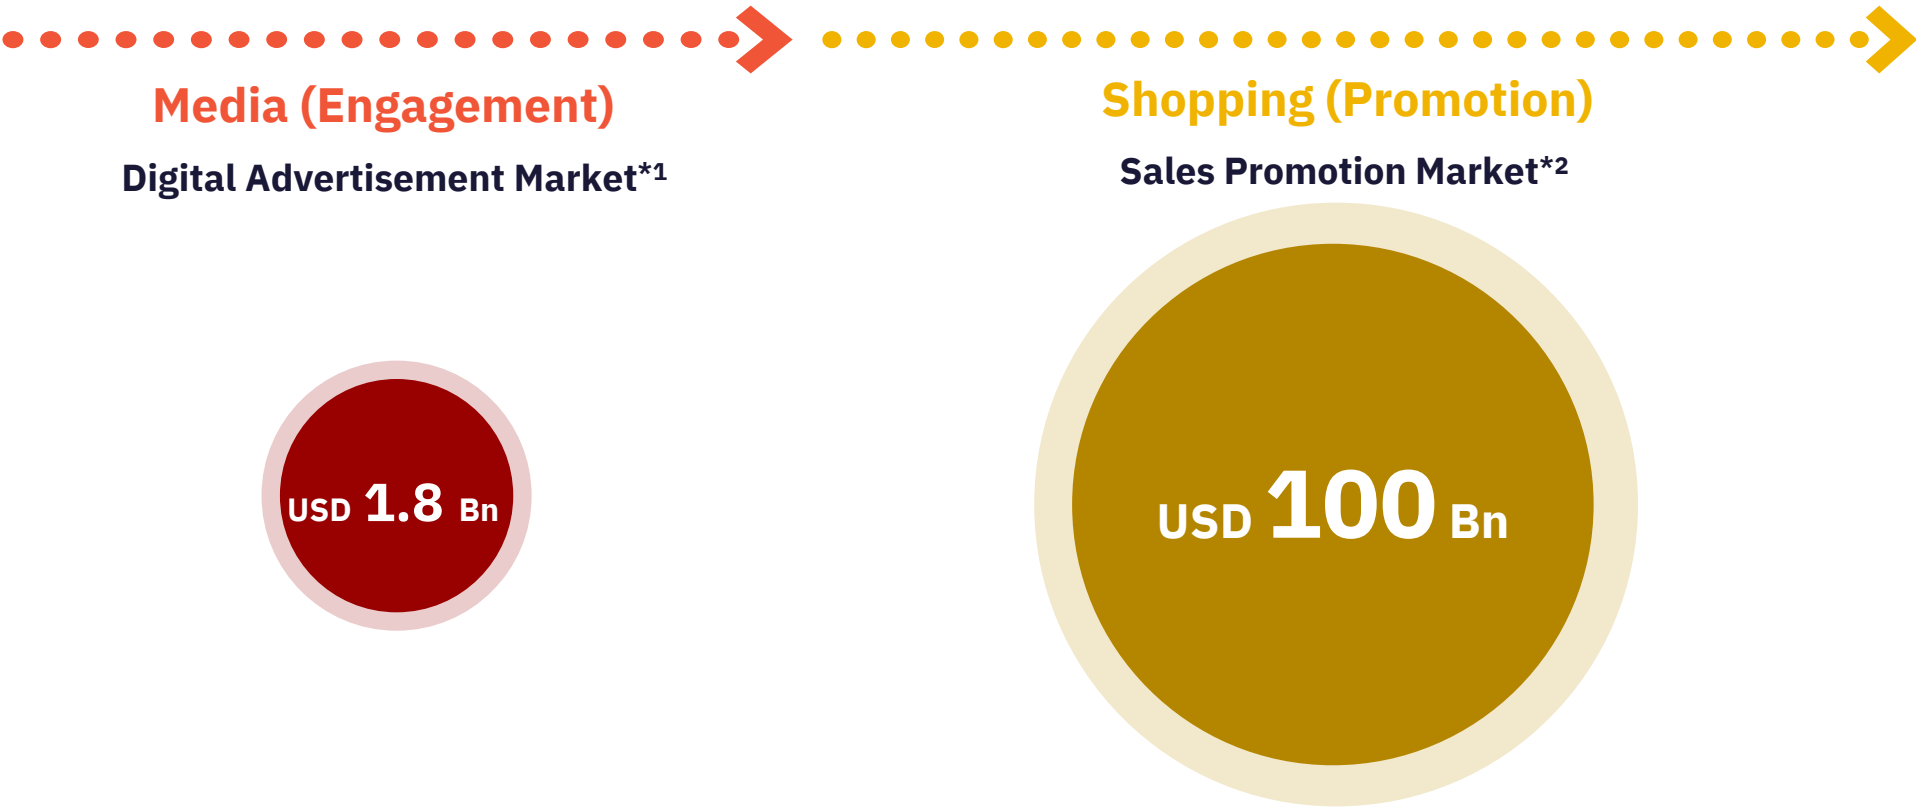 Media (Engagement)
Digital Advertisement Market*1
USD 1.8 Bn
Shopping (Promotion)
Sales Promotion Market*2
USD 100 Bn